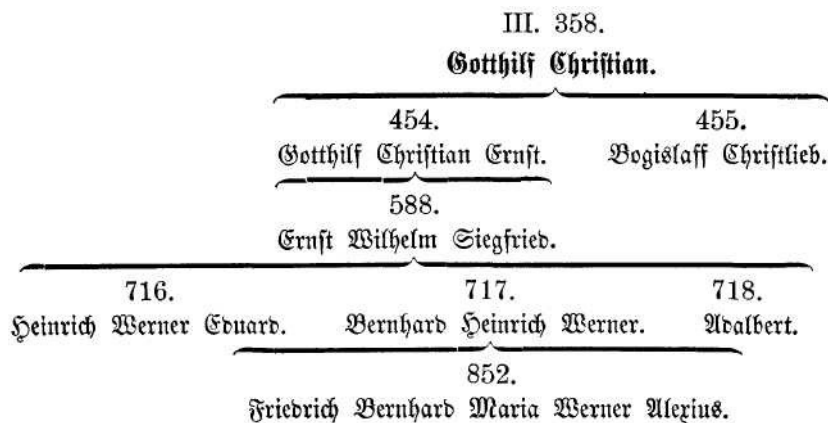 III. 358.
Gotthilf Christian.
454. 455.
Gotthilf Christian Ernst. Bogislaff Christlieb.
588.
Ernst Wilhelm Siegfried.
716. 717. 718.
Heinrich Werner Eduard. Bernhard Heinrich Werner. Adalbert.
852.
Friedrich Bernhard Maria Werner Alexius.